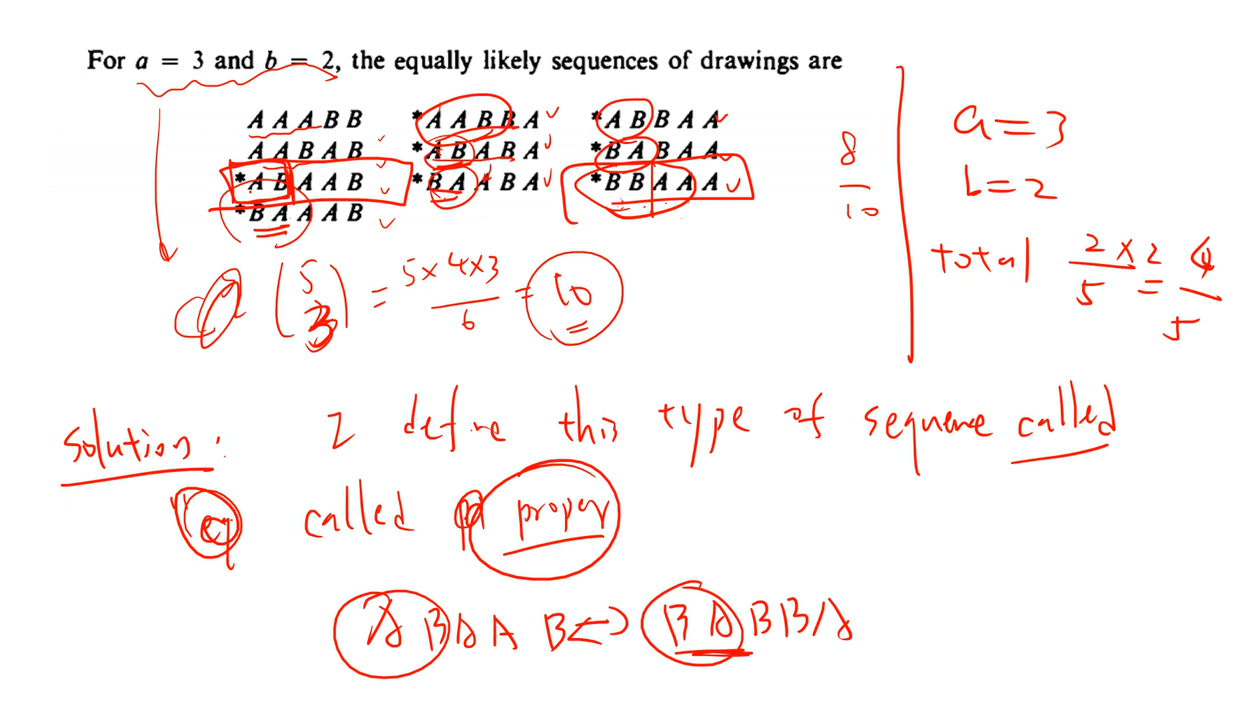 For a = 3 and b = 2, the equally likely sequences of drawings are
A A A B B *A A B B A *A B B A A
A A B A B *A B A B A *B A B A A
*A B A A B *B A A B A *B B A A A
*B A A A B
8
10
a = 3
b = 2
total 2 × 2 / 5 = 4 / 5
(5 3) = 5 × 4 × 3 / 6 = 10
Solution: I define this type of sequence called
called proper
A B A A B ↔ B A B B A